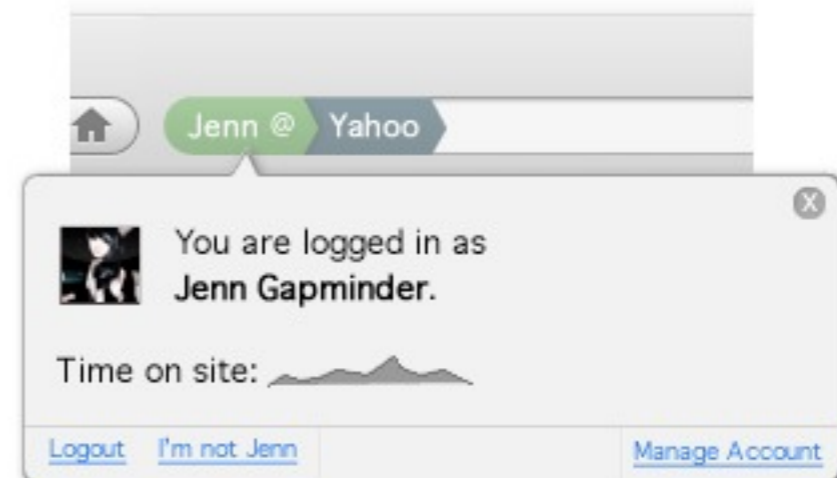 Jenn @ Yahoo
X
You are logged in as
Jenn Gapminder.
Time on site:
Logout I'm not Jenn Manage Account